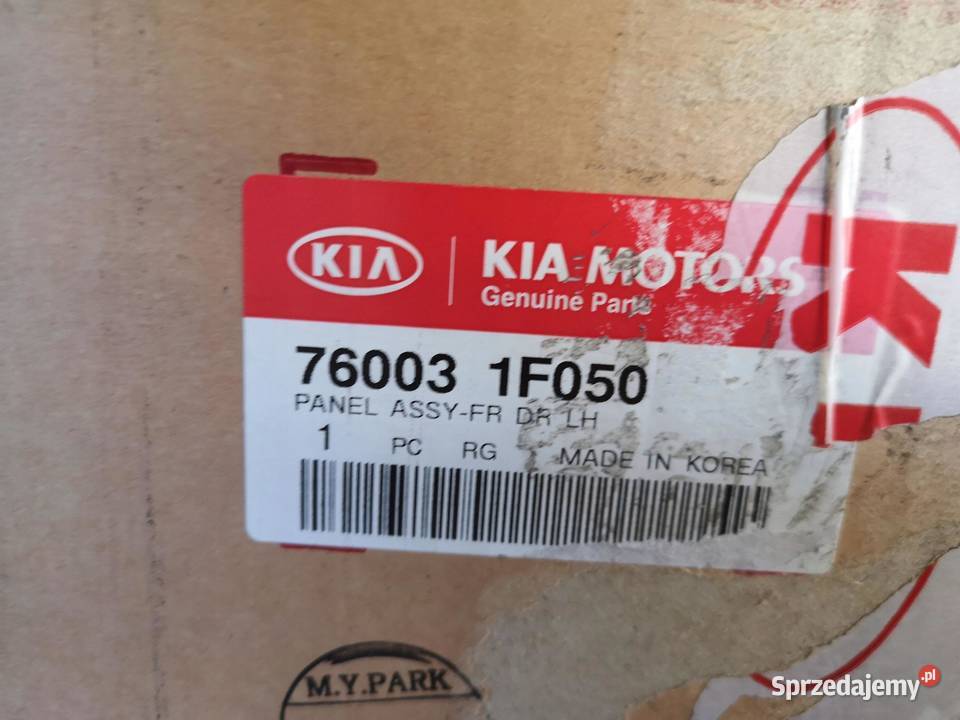 KIA
KIA MOTORS
Genuine Parts
76003 1F050
PANEL ASSY-FR DR LH
1 PC RG MADE IN KOREA
M.Y.PARK
Sprzedajemy.pl